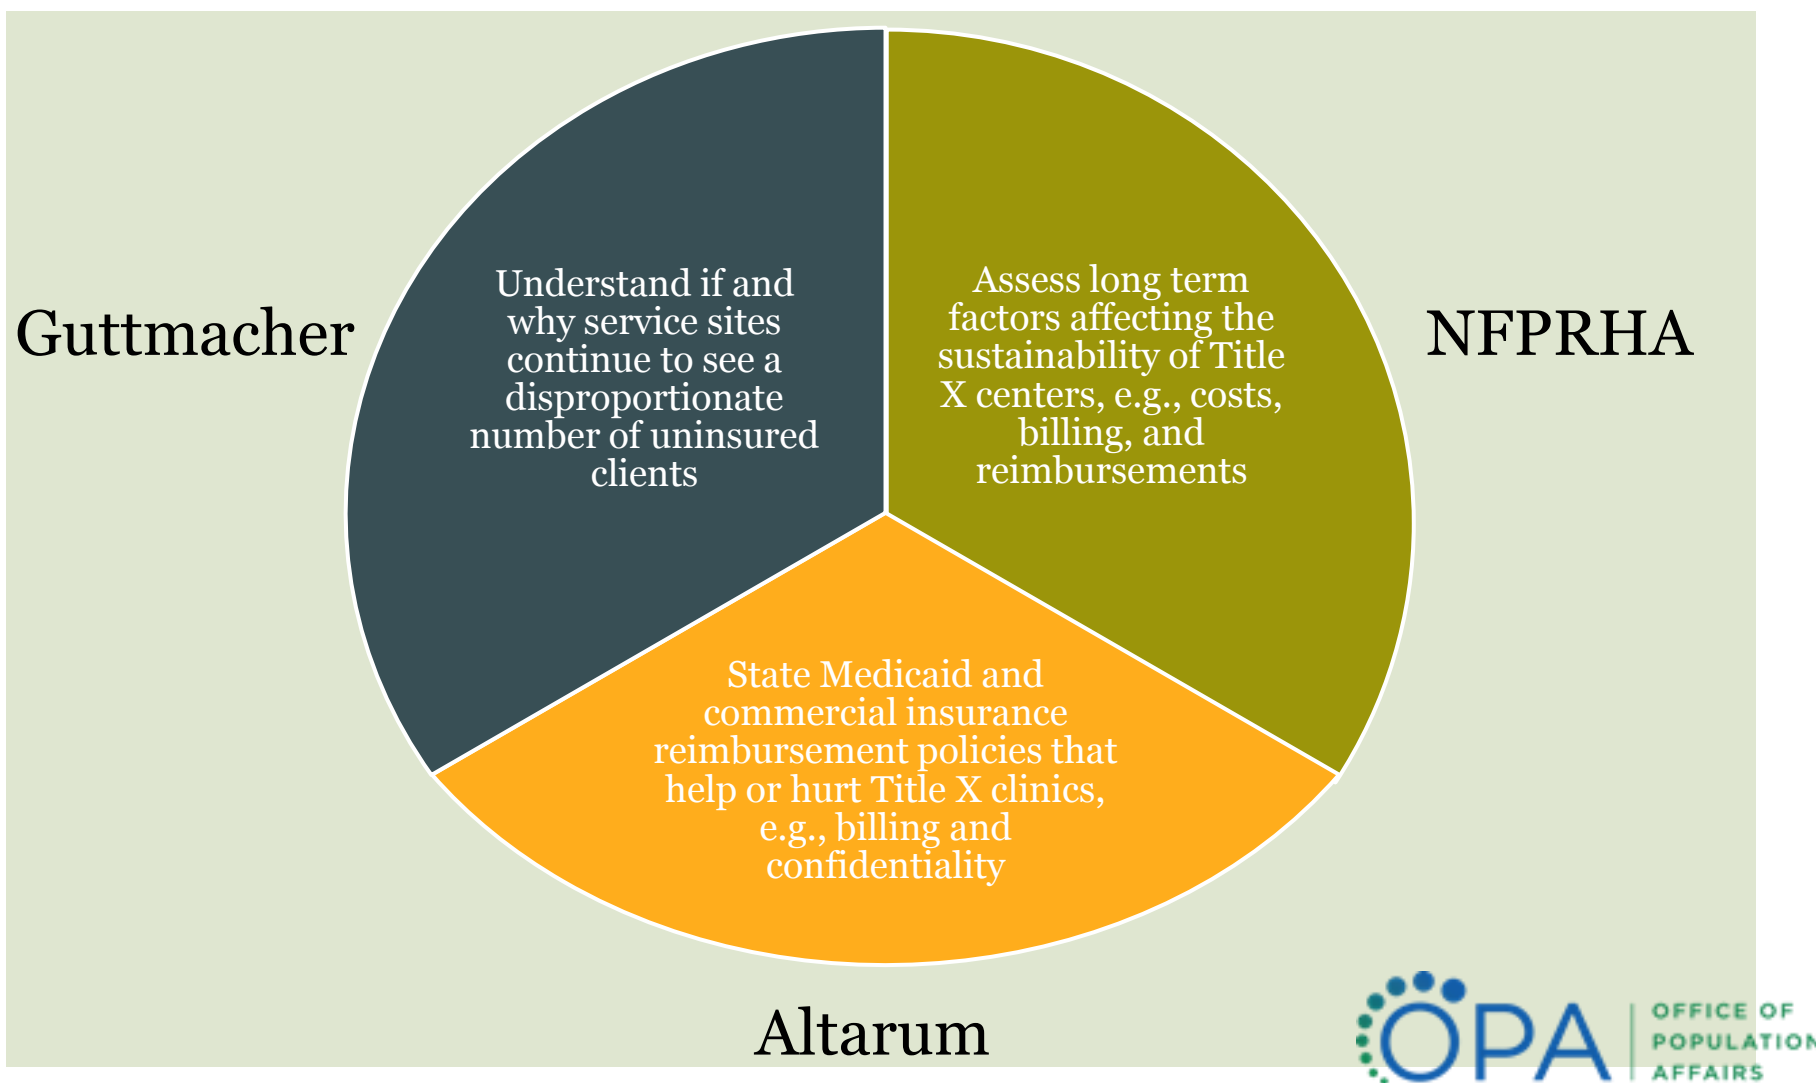 Guttmacher
Understand if and
why service sites
continue to see a
disproportionate
number of uninsured
clients
Assess long term
factors affecting the
sustainability of Title
X centers, e.g., costs,
billing, and
reimbursements
NFPRHA
State Medicaid and
commercial insurance
reimbursement policies that
help or hurt Title X clinics,
e.g., billing and
confidentiality
Altarum
OPA
OFFICE OF
POPULATION
AFFAIRS